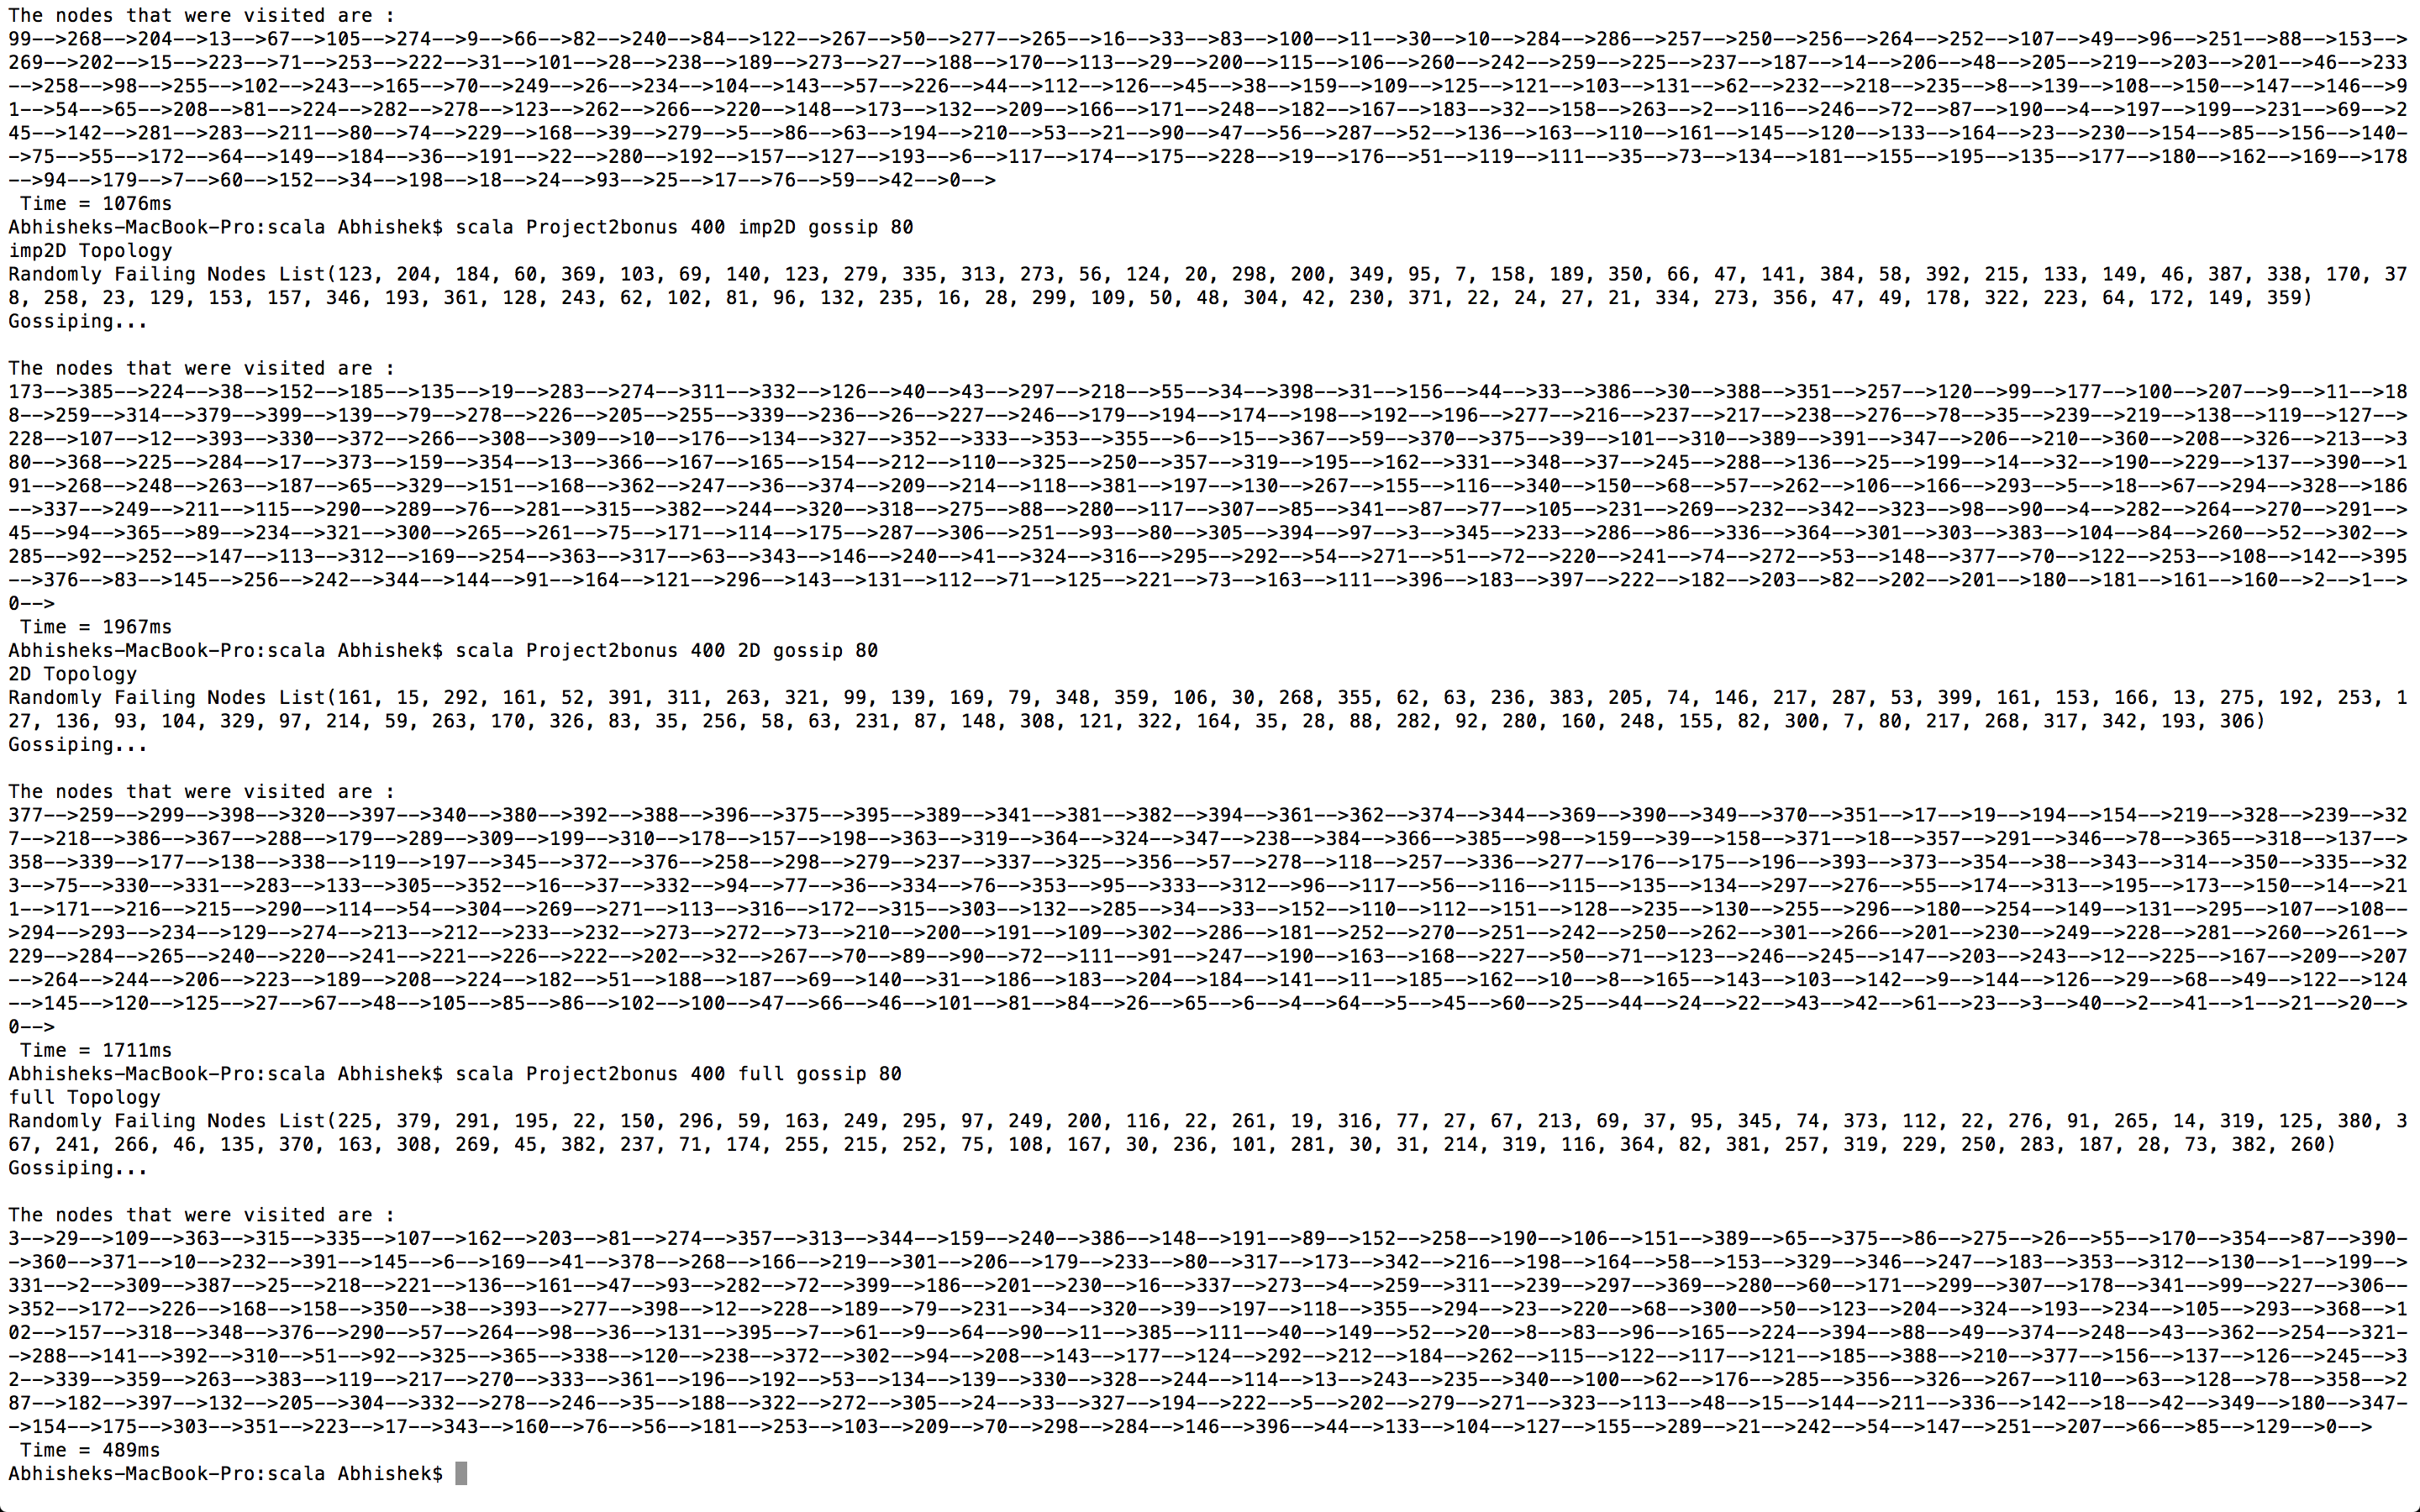 The nodes that were visited are :
99-->268-->204-->13-->67-->105-->274-->9-->66-->82-->240-->84-->122-->267-->50-->277-->265-->16-->33-->83-->100-->11-->30-->10-->284-->286-->257-->250-->256-->264-->252-->107-->49-->96-->251-->88-->153-->
269-->202-->15-->223-->71-->253-->222-->31-->101-->28-->238-->189-->273-->27-->188-->170-->113-->29-->200-->115-->106-->260-->242-->259-->225-->237-->187-->14-->206-->48-->205-->219-->203-->201-->46-->233
-->258-->98-->255-->102-->243-->165-->70-->249-->26-->234-->104-->143-->57-->226-->44-->112-->126-->45-->38-->159-->109-->125-->121-->103-->131-->62-->232-->218-->235-->8-->139-->108-->150-->147-->146-->9
1-->54-->65-->208-->81-->224-->282-->278-->123-->262-->266-->220-->148-->173-->132-->209-->166-->171-->248-->182-->167-->183-->32-->158-->263-->2-->116-->246-->72-->87-->190-->4-->197-->199-->231-->69-->2
45-->142-->281-->283-->211-->80-->74-->229-->168-->39-->279-->5-->86-->63-->194-->210-->53-->21-->90-->47-->56-->287-->52-->136-->163-->110-->161-->145-->120-->133-->164-->23-->230-->154-->85-->156-->140-
->75-->55-->172-->64-->149-->184-->36-->191-->22-->280-->192-->157-->127-->193-->6-->117-->174-->175-->228-->19-->176-->51-->119-->111-->35-->73-->134-->181-->155-->195-->135-->177-->180-->162-->169-->178
-->94-->179-->7-->60-->152-->34-->198-->18-->24-->93-->25-->17-->76-->59-->42-->0-->
Time = 1076ms
Abhisheks-MacBook-Pro:scala Abhishek$ scala Project2bonus 400 imp2D gossip 80
imp2D Topology
Randomly Failing Nodes List(123, 204, 184, 60, 369, 103, 69, 140, 123, 279, 335, 313, 273, 56, 124, 20, 298, 200, 349, 95, 7, 158, 189, 350, 66, 47, 141, 384, 58, 392, 215, 133, 149, 46, 387, 338, 170, 37
8, 258, 23, 129, 153, 157, 346, 193, 361, 128, 243, 62, 102, 81, 96, 132, 235, 16, 28, 299, 109, 50, 48, 304, 42, 230, 371, 22, 24, 27, 21, 334, 273, 356, 47, 49, 178, 322, 223, 64, 172, 149, 359)
Gossiping...
The nodes that were visited are :
173-->385-->224-->38-->152-->185-->135-->19-->283-->274-->311-->332-->126-->40-->43-->297-->218-->55-->34-->398-->31-->156-->44-->33-->386-->30-->388-->351-->257-->120-->99-->177-->100-->207-->9-->11-->18
8-->259-->314-->379-->399-->139-->79-->278-->226-->205-->255-->339-->236-->26-->227-->246-->179-->194-->174-->198-->192-->196-->277-->216-->237-->217-->238-->276-->78-->35-->239-->219-->138-->119-->127-->
228-->107-->12-->393-->330-->372-->266-->308-->309-->10-->176-->134-->327-->352-->333-->353-->355-->6-->15-->367-->59-->370-->375-->39-->101-->310-->389-->391-->347-->206-->210-->360-->208-->326-->213-->3
80-->368-->225-->284-->17-->373-->159-->354-->13-->366-->167-->165-->154-->212-->110-->325-->250-->357-->319-->195-->162-->331-->348-->37-->245-->288-->136-->25-->199-->14-->32-->190-->229-->137-->390-->1
91-->268-->248-->263-->187-->65-->329-->151-->168-->362-->247-->36-->374-->209-->214-->118-->381-->197-->130-->267-->155-->116-->340-->150-->68-->57-->262-->106-->166-->293-->5-->18-->67-->294-->328-->186
-->337-->249-->211-->115-->290-->289-->76-->281-->315-->382-->244-->320-->318-->275-->88-->280-->117-->307-->85-->341-->87-->77-->105-->231-->269-->232-->342-->323-->98-->90-->4-->282-->264-->270-->291-->
45-->94-->365-->89-->234-->321-->300-->265-->261-->75-->171-->114-->175-->287-->306-->251-->93-->80-->305-->394-->97-->3-->345-->233-->286-->86-->336-->364-->301-->303-->383-->104-->84-->260-->52-->302-->
285-->92-->252-->147-->113-->312-->169-->254-->363-->317-->63-->343-->146-->240-->41-->324-->316-->295-->292-->54-->271-->51-->72-->220-->241-->74-->272-->53-->148-->377-->70-->122-->253-->108-->142-->395
-->376-->83-->145-->256-->242-->344-->144-->91-->164-->121-->296-->143-->131-->112-->71-->125-->221-->73-->163-->111-->396-->183-->397-->222-->182-->203-->82-->202-->201-->180-->181-->161-->160-->2-->1-->
0-->
Time = 1967ms
Abhisheks-MacBook-Pro:scala Abhishek$ scala Project2bonus 400 2D gossip 80
2D Topology
Randomly Failing Nodes List(161, 15, 292, 161, 52, 391, 311, 263, 321, 99, 139, 169, 79, 348, 359, 106, 30, 268, 355, 62, 63, 236, 383, 205, 74, 146, 217, 287, 53, 399, 161, 153, 166, 13, 275, 192, 253, 1
27, 136, 93, 104, 329, 97, 214, 59, 263, 170, 326, 83, 35, 256, 58, 63, 231, 87, 148, 308, 121, 322, 164, 35, 28, 88, 282, 92, 280, 160, 248, 155, 82, 300, 7, 80, 217, 268, 317, 342, 193, 306)
Gossiping...
The nodes that were visited are :
377-->259-->299-->398-->320-->397-->340-->380-->392-->388-->396-->375-->395-->389-->341-->381-->382-->394-->361-->362-->374-->344-->369-->390-->349-->370-->351-->17-->19-->194-->154-->219-->328-->239-->32
7-->218-->386-->367-->288-->179-->289-->309-->199-->310-->178-->157-->198-->363-->319-->364-->324-->347-->238-->384-->366-->385-->98-->159-->39-->158-->371-->18-->357-->291-->346-->78-->365-->318-->137-->
358-->339-->177-->138-->338-->119-->197-->345-->372-->376-->258-->298-->279-->237-->337-->325-->356-->57-->278-->118-->257-->336-->277-->176-->175-->196-->393-->373-->354-->38-->343-->314-->350-->335-->32
3-->75-->330-->331-->283-->133-->305-->352-->16-->37-->332-->94-->77-->36-->334-->76-->353-->95-->333-->312-->96-->117-->56-->116-->115-->135-->134-->297-->276-->55-->174-->313-->195-->173-->150-->14-->21
1-->171-->216-->215-->290-->114-->54-->304-->269-->271-->113-->316-->172-->315-->303-->132-->285-->34-->33-->152-->110-->112-->151-->128-->235-->130-->255-->296-->180-->254-->149-->131-->295-->107-->108--
>294-->293-->234-->129-->274-->213-->212-->233-->232-->273-->272-->73-->210-->200-->191-->109-->302-->286-->181-->252-->270-->251-->242-->250-->262-->301-->266-->201-->230-->249-->228-->281-->260-->261-->
229-->284-->265-->240-->220-->241-->221-->226-->222-->202-->32-->267-->70-->89-->90-->72-->111-->91-->247-->190-->163-->168-->227-->50-->71-->123-->246-->245-->147-->203-->243-->12-->225-->167-->209-->207
-->264-->244-->206-->223-->189-->208-->224-->182-->51-->188-->187-->69-->140-->31-->186-->183-->204-->184-->141-->11-->185-->162-->10-->8-->165-->143-->103-->142-->9-->144-->126-->29-->68-->49-->122-->124
-->145-->120-->125-->27-->67-->48-->105-->85-->86-->102-->100-->47-->66-->46-->101-->81-->84-->26-->65-->6-->4-->64-->5-->45-->60-->25-->44-->24-->22-->43-->42-->61-->23-->3-->40-->2-->41-->1-->21-->20-->
0-->
Time = 1711ms
Abhisheks-MacBook-Pro:scala Abhishek$ scala Project2bonus 400 full gossip 80
full Topology
Randomly Failing Nodes List(225, 379, 291, 195, 22, 150, 296, 59, 163, 249, 295, 97, 249, 200, 116, 22, 261, 19, 316, 77, 27, 67, 213, 69, 37, 95, 345, 74, 373, 112, 22, 276, 91, 265, 14, 319, 125, 380, 3
67, 241, 266, 46, 135, 370, 163, 308, 269, 45, 382, 237, 71, 174, 255, 215, 252, 75, 108, 167, 30, 236, 101, 281, 30, 31, 214, 319, 116, 364, 82, 381, 257, 319, 229, 250, 283, 187, 28, 73, 382, 260)
Gossiping...
The nodes that were visited are :
3-->29-->109-->363-->315-->335-->107-->162-->203-->81-->274-->357-->313-->344-->159-->240-->386-->148-->191-->89-->152-->258-->190-->106-->151-->389-->65-->375-->86-->275-->26-->55-->170-->354-->87-->390-
->360-->371-->10-->232-->391-->145-->6-->169-->41-->378-->268-->166-->219-->301-->206-->179-->233-->80-->317-->173-->342-->216-->198-->164-->58-->153-->329-->346-->247-->183-->353-->312-->130-->1-->199-->
331-->2-->309-->387-->25-->218-->221-->136-->161-->47-->93-->282-->72-->399-->186-->201-->230-->16-->337-->273-->4-->259-->311-->239-->297-->369-->280-->60-->171-->299-->307-->178-->341-->99-->227-->306--
>352-->172-->226-->168-->158-->350-->38-->393-->277-->398-->12-->228-->189-->79-->231-->34-->320-->39-->197-->118-->355-->294-->23-->220-->68-->300-->50-->123-->204-->324-->193-->234-->105-->293-->368-->1
02-->157-->318-->348-->376-->290-->57-->264-->98-->36-->131-->395-->7-->61-->9-->64-->90-->11-->385-->111-->40-->149-->52-->20-->8-->83-->96-->165-->224-->394-->88-->49-->374-->248-->43-->362-->254-->321-
->288-->141-->392-->310-->51-->92-->325-->365-->338-->120-->238-->372-->302-->94-->208-->143-->177-->124-->292-->212-->184-->262-->115-->122-->117-->121-->185-->388-->210-->377-->156-->137-->126-->245-->3
2-->339-->359-->263-->383-->119-->217-->270-->333-->361-->196-->192-->53-->134-->139-->330-->328-->244-->114-->13-->243-->235-->340-->100-->62-->176-->285-->356-->326-->267-->110-->63-->128-->78-->358-->2
87-->182-->397-->132-->205-->304-->332-->278-->246-->35-->188-->322-->272-->305-->24-->33-->327-->194-->222-->5-->202-->279-->271-->323-->113-->48-->15-->144-->211-->336-->142-->18-->42-->349-->180-->347-
->154-->175-->303-->351-->223-->17-->343-->160-->76-->56-->181-->253-->103-->209-->70-->298-->284-->146-->396-->44-->133-->104-->127-->155-->289-->21-->242-->54-->147-->251-->207-->66-->85-->129-->0-->
Time = 489ms
Abhisheks-MacBook-Pro:scala Abhishek$